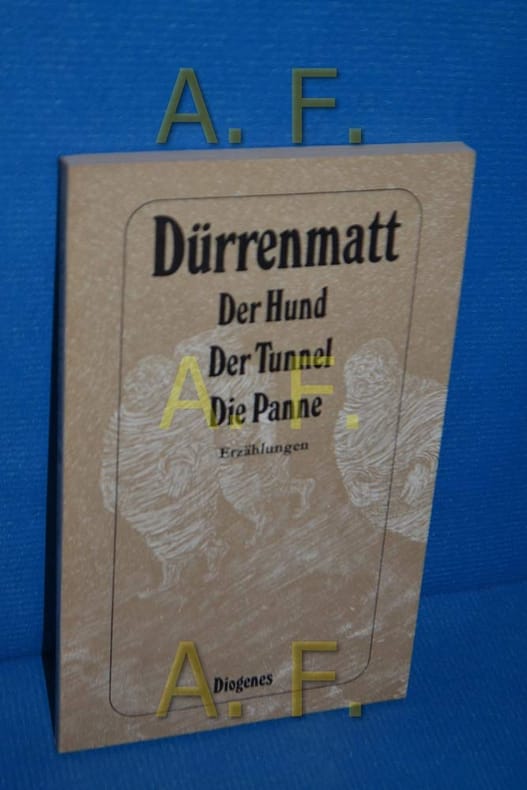 A. F.
Dürrenmatt
Der Hund
Der Tunnel
Die Panne
A. F.
Erzählungen
Diogenes
A. F.